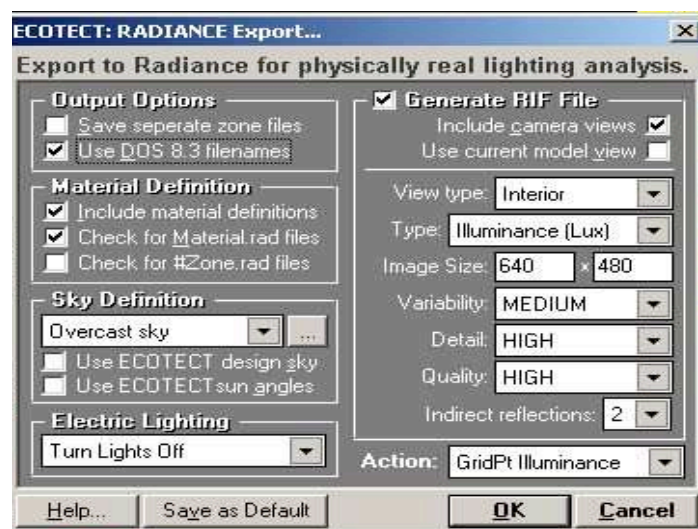 ECOTECT: RADIANCE Export...
Export to Radiance for physically real lighting analysis.
Output Options
Save seperate zone files
Use DOS 8.3 filenames
Material Definition
Include material definitions
Check for Material.rad files
Check for #Zone.rad files
Sky Definition
Overcast sky
...
Use ECOTECT design sky
Use ECOTECT sun angles
Electric Lighting
Turn Lights Off
Generate RIF File
Include camera views
Use current model view
View type: Interior
Type: Illuminance (Lux)
Image Size: 640 x 480
Variability: MEDIUM
Detail: HIGH
Quality: HIGH
Indirect reflections: 2
Action: GridPt Illuminance
Help... Save as Default OK Cancel